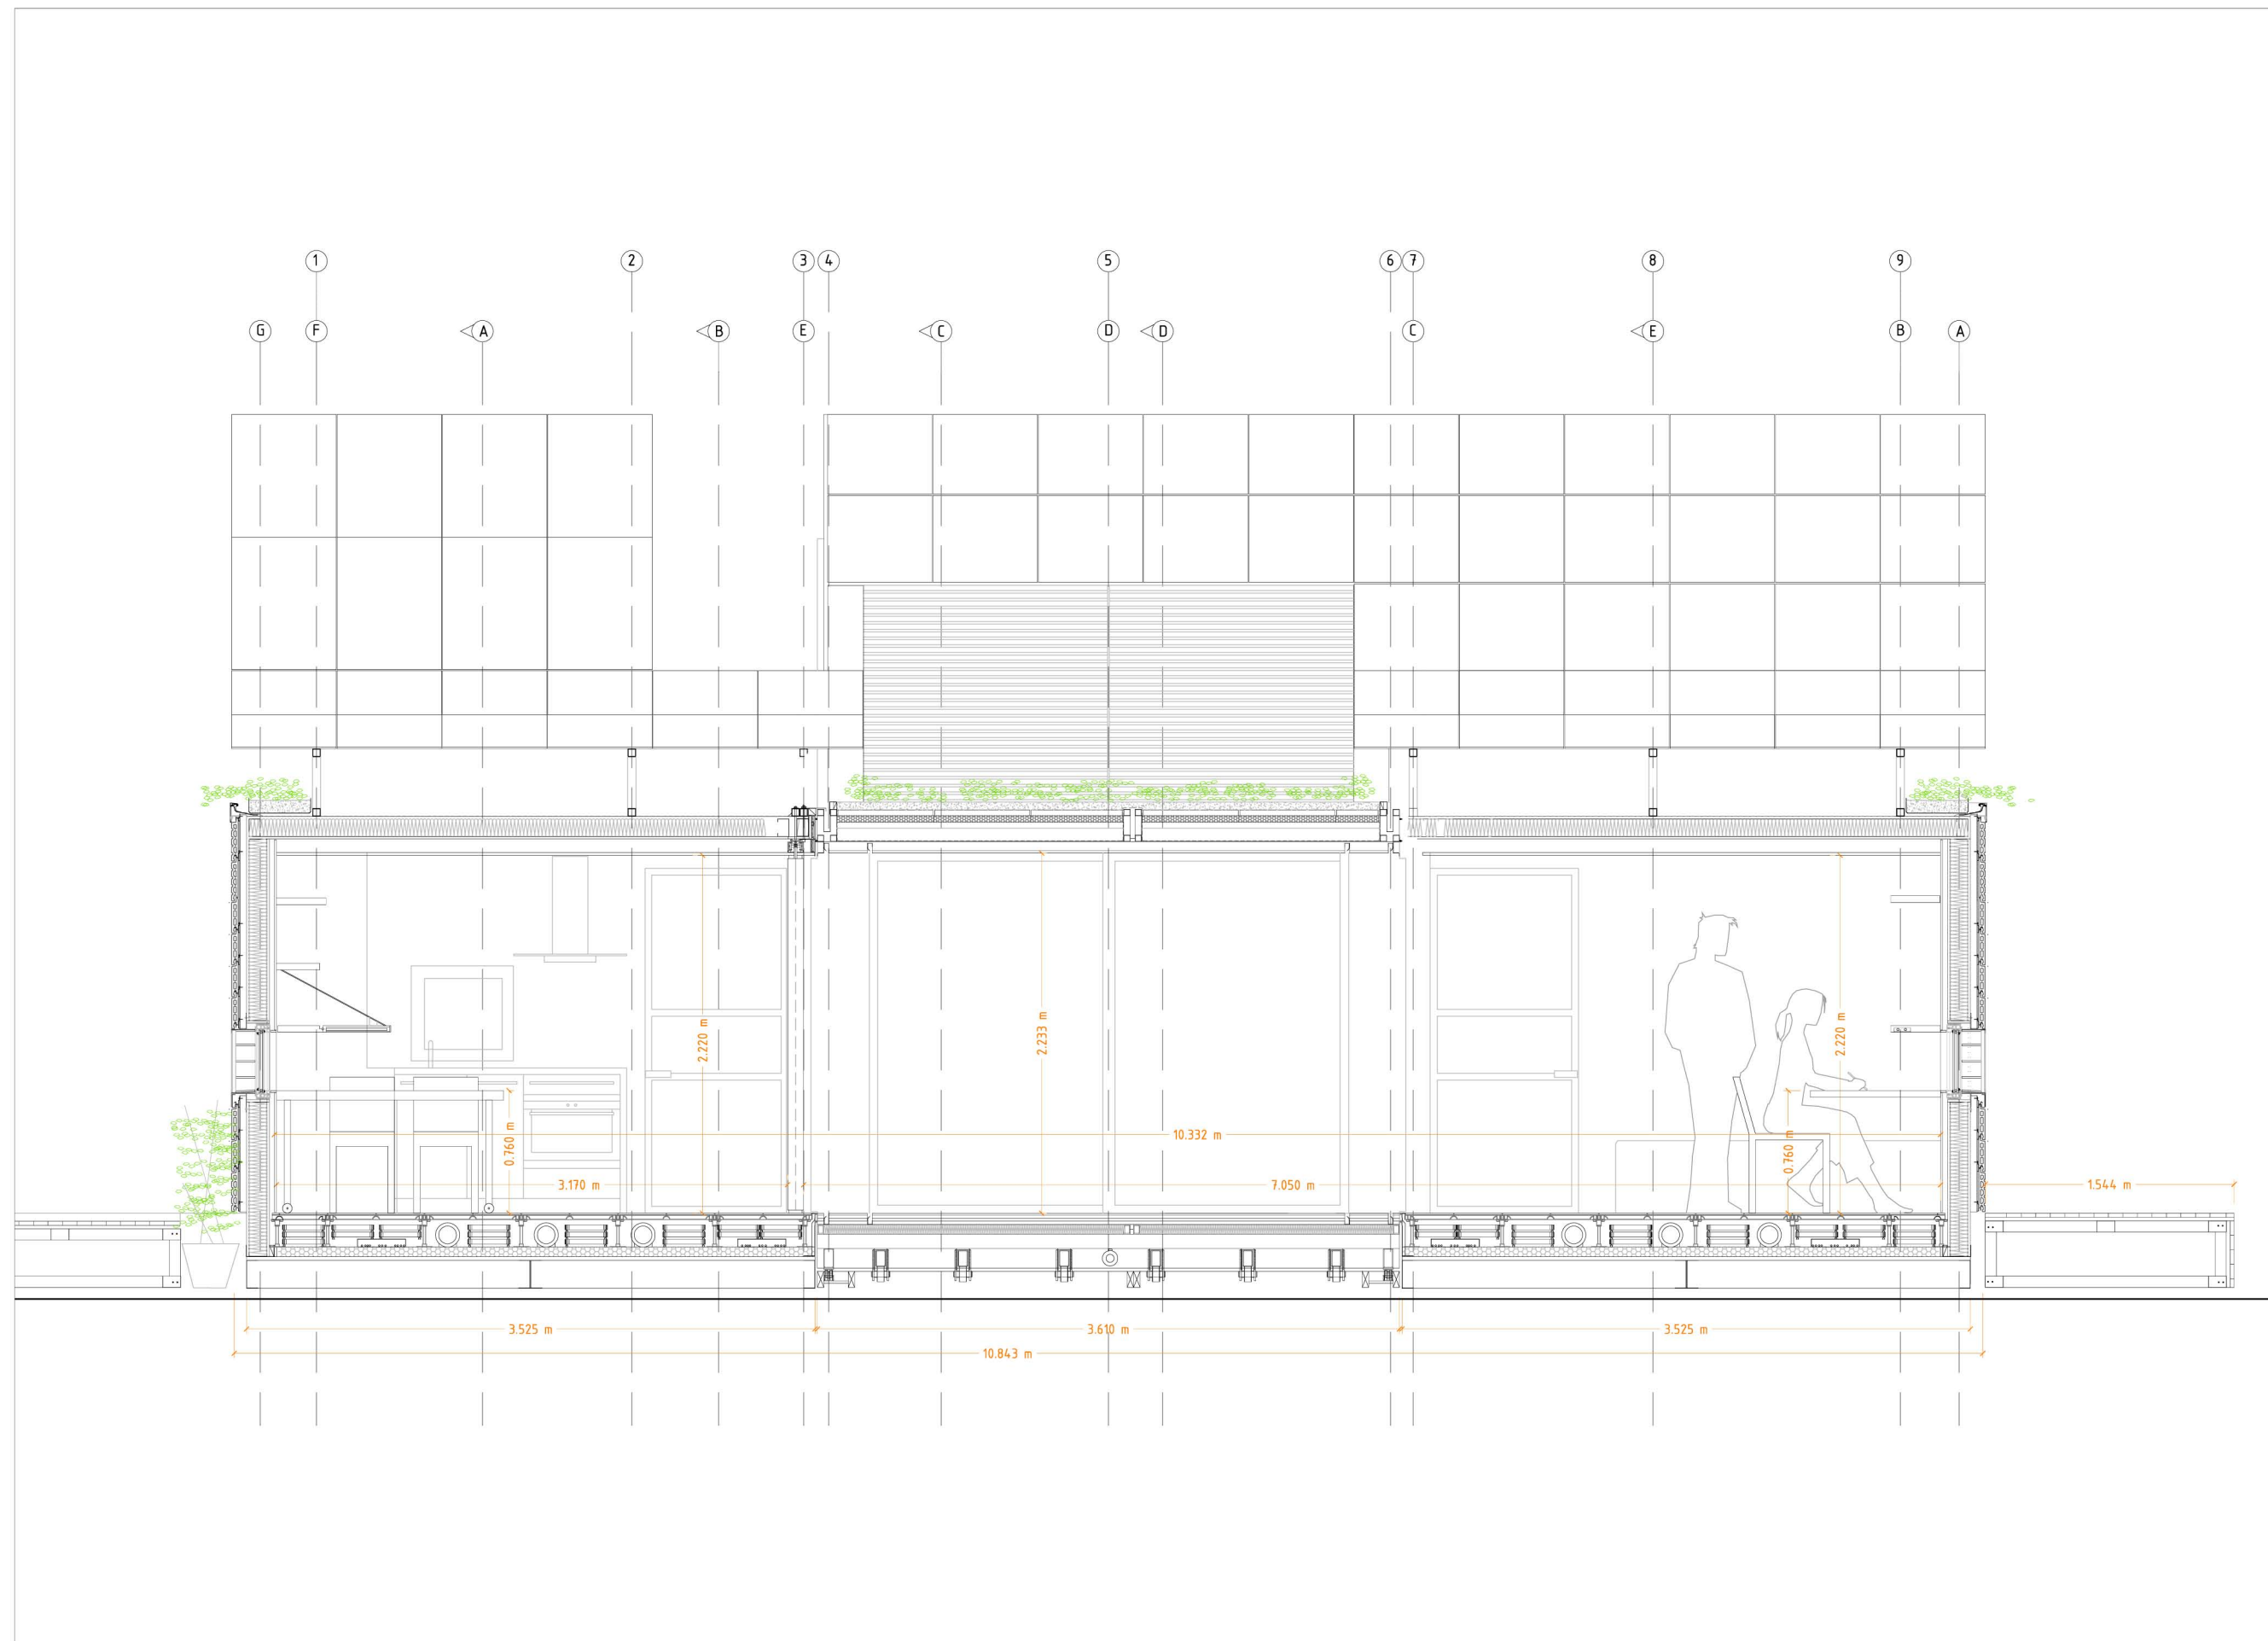 1 2 3 4 5 6 7 8 9
G F A B E C D D C E B A
2.220 m
2.233 m
2.220 m
0.760 m
10.332 m
0.760 m
3.170 m
7.050 m
1.544 m
3.525 m
3.610 m
3.525 m
10.843 m